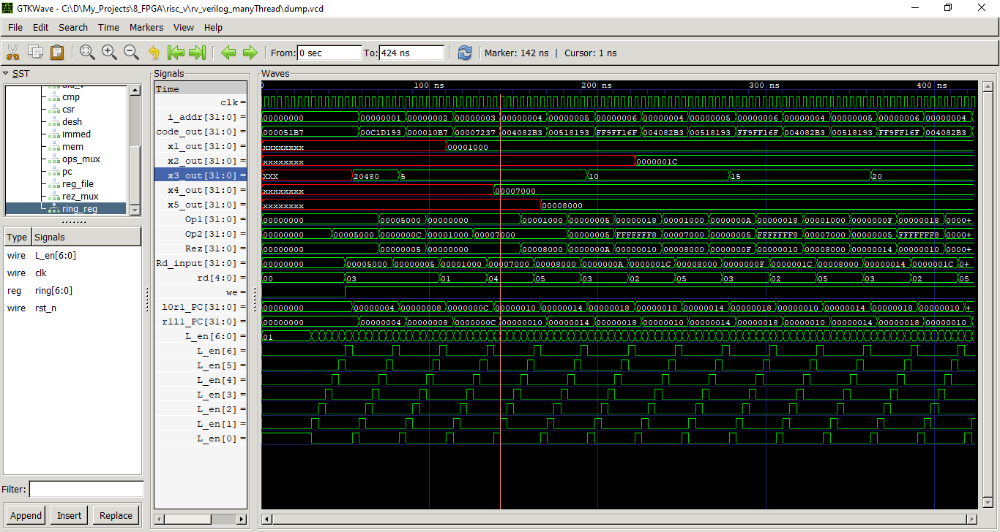 GTKWave - C:\D\My_Projects\8_FPGA\risc_v\rv_verilog_manyThread\dump.vcd
File Edit Search Time Markers View Help
From: 0 sec To: 424 ns Marker: 142 ns | Cursor: 1 ns
SST
cmp
csr
desh
immed
mem
ops_mux
pc
reg_file
rez_mux
ring_reg
Type Signals
wire L_en[6:0]
wire clk
reg ring[6:0]
wire rst_n
Filter:
Append Insert Replace
Signals
Waves
Time 0 100 ns 200 ns 300 ns 400 ns
clk =
i_addr[31:0] = 00000000 00000001 00000002 00000003 00000004 00000005 00000006 00000004 00000005 00000006 00000004 00000005 00000006 00000004
code_out[31:0] = 000051B7 00C1D193 000010B7 00007237 004082B3 00518193 FF9FF16F 004082B3 00518193 FF9FF16F 004082B3 00518193 FF9FF16F 004082B3
x1_out[31:0] = xxxxxxxx 00001000
x2_out[31:0] = xxxxxxxx 0000001C
x3_out[31:0] = XXX 20480 5 10 15 20
x4_out[31:0] = xxxxxxxx 00007000
x5_out[31:0] = xxxxxxxx 00008000
Op1[31:0] = 00000000 00005000 00000000 00001000 00000005 00000018 00001000 0000000A 00000018 00001000 0000000F 00000018 0000+
Op2[31:0] = 00000000 00005000 0000000C 00001000 00007000 00000005 FFFFFFF8 00007000 00000005 FFFFFFF8 00007000 00000005 FFFFFFF8 0000+
Rez[31:0] = 00000000 00000005 00000000 00008000 0000000A 00000010 00008000 0000000F 00000010 00008000 00000014 00000010 0000+
Rd_input[31:0] = 00000000 00005000 00000005 00001000 00007000 00008000 0000000A 0000001C 00008000 0000000F 0000001C 00008000 00000014 0000001C 0+
rd[4:0] = 00 03 01 04 05 03 02 05 03 02 05 03 02 05
we =
l0rl_PC[31:0] = 00000000 00000004 00000008 0000000C 00000010 00000014 00000018 00000010 00000014 00000018 00000010 00000014 00000018 00000010 +
rlll_PC[31:0] = 00000000 00000004 00000008 0000000C 00000010 00000014 00000018 00000010 00000014 00000018 00000010 00000014 00000018 00000010
L_en[6:0] = 01
L_en[6] =
L_en[5] =
L_en[4] =
L_en[3] =
L_en[2] =
L_en[1] =
L_en[0] =